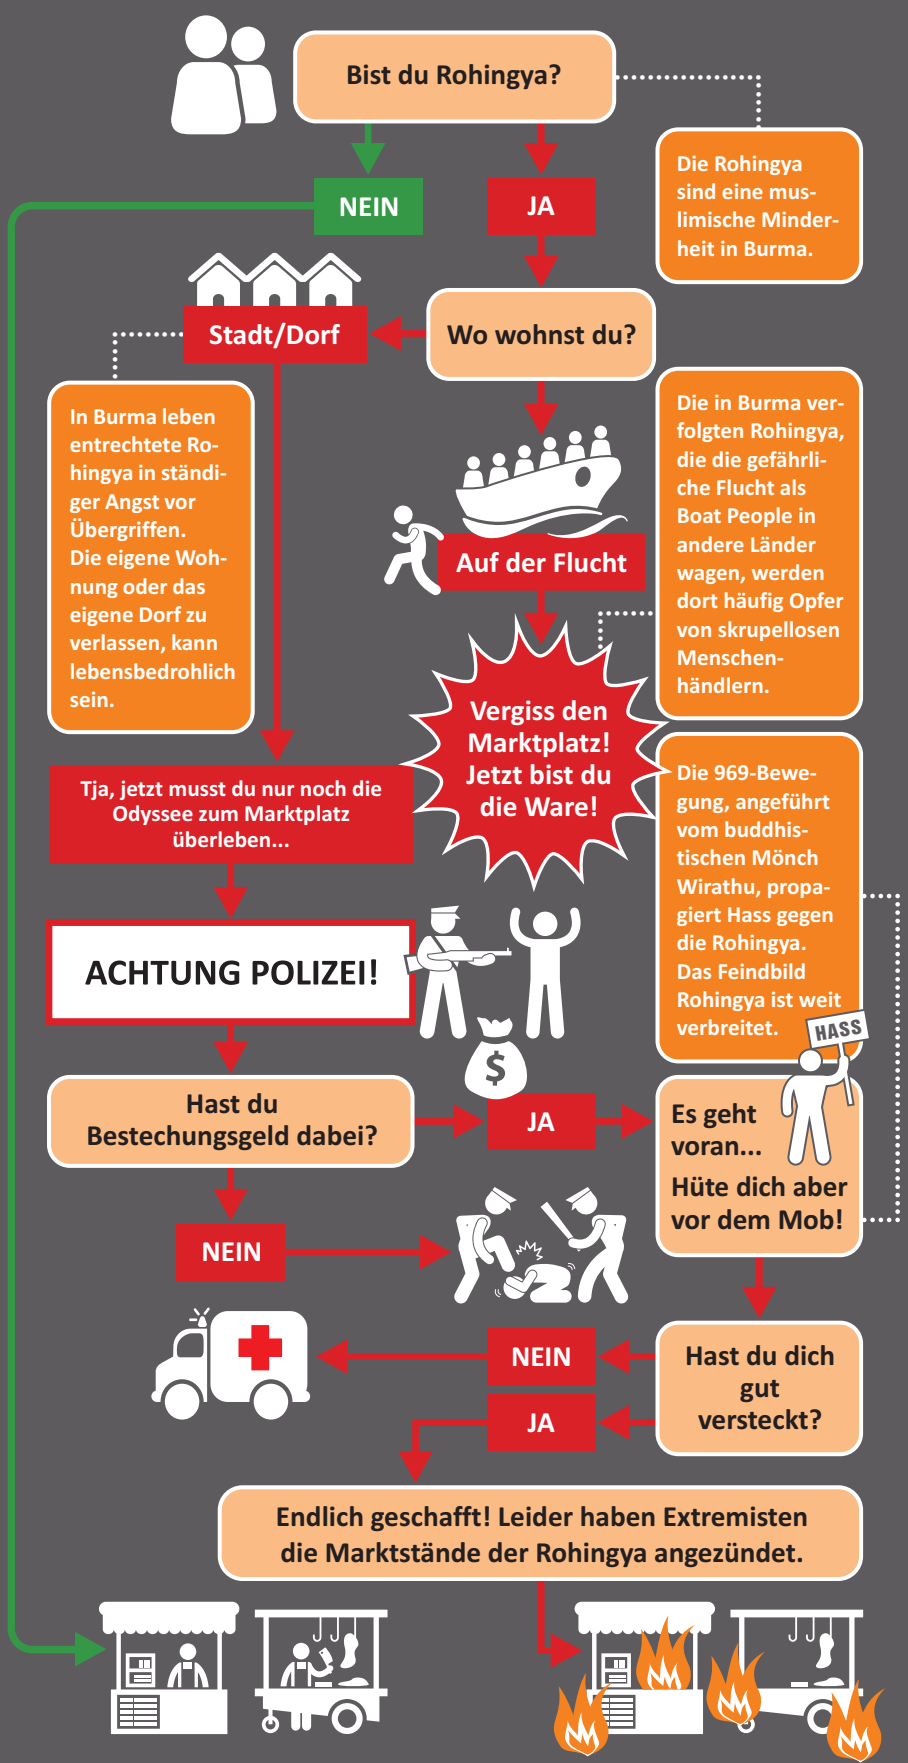 Bist du Rohingya?
NEIN
JA
Die Rohingya
sind eine mus-
limische Minder-
heit in Burma.
Wo wohnst du?
Stadt/Dorf
In Burma leben
entrechtete Ro-
hingya in ständi-
ger Angst vor
Übergriffen.
Die eigene Woh-
nung oder das
eigene Dorf zu
verlassen, kann
lebensbedrohlich
sein.
Auf der Flucht
Die in Burma ver-
folgten Rohingya,
die die gefährli-
che Flucht als
Boat People in
andere Länder
wagen, werden
dort häufig Opfer
von skrupellosen
Menschen-
händlern.
Vergiss den
Marktplatz!
Jetzt bist du
die Ware!
Tja, jetzt musst du nur noch die
Odyssee zum Marktplatz
überleben...
Die 969-Bewe-
gung, angeführt
vom buddhis-
tischen Mönch
Wirathu, propa-
giert Hass gegen
die Rohingya.
Das Feindbild
Rohingya ist weit
verbreitet.
ACHTUNG POLIZEI!
HASS
$
Hast du
Bestechungsgeld dabei?
JA
Es geht
voran...
Hüte dich aber
vor dem Mob!
NEIN
Hast du dich
gut
versteckt?
NEIN
JA
Endlich geschafft! Leider haben Extremisten
die Marktstände der Rohingya angezündet.